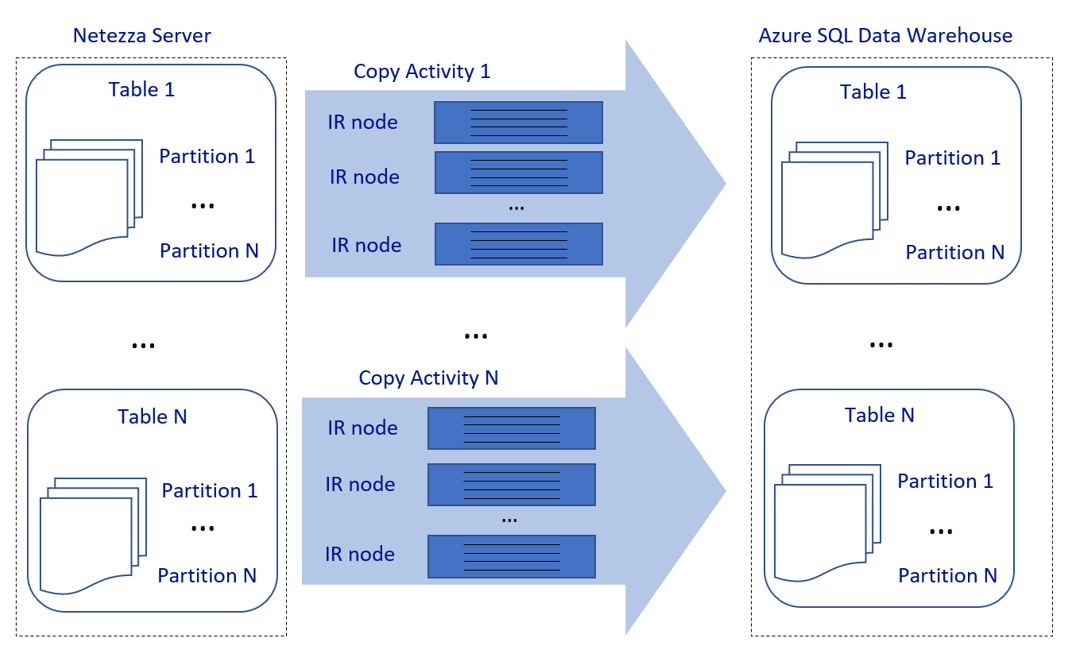 Netezza Server
Table 1
Partition 1
...
Partition N
...
Table N
Partition 1
...
Partition N
Copy Activity 1
IR node
IR node
...
IR node
...
Copy Activity N
IR node
IR node
...
IR node
Azure SQL Data Warehouse
Table 1
Partition 1
...
Partition N
...
Table N
Partition 1
...
Partition N